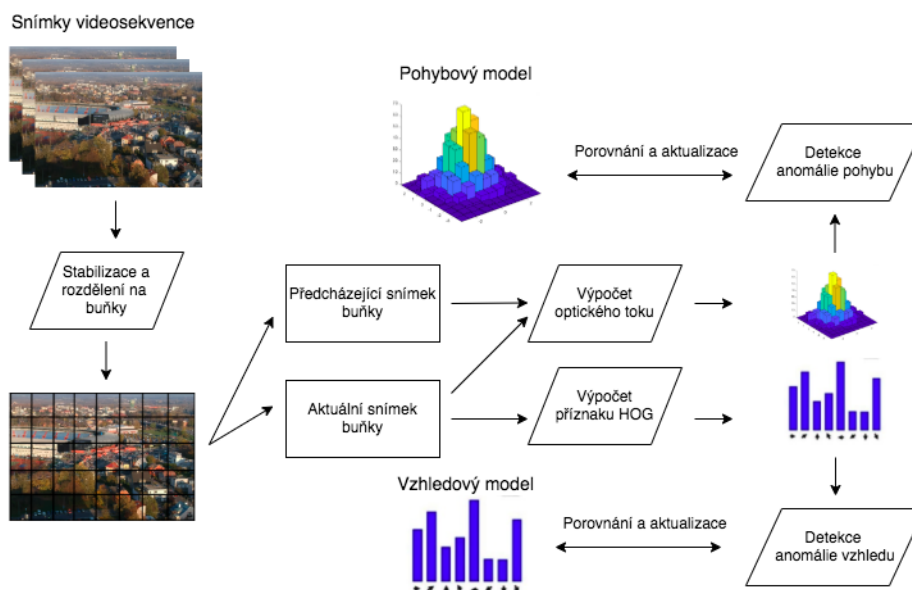 Snímky videosekvence
Pohybový model
Porovnání a aktualizace
Detekce
anomálie pohybu
Stabilizace a
rozdělení na
buňky
Předcházející snímek
buňky
Výpočet
optického toku
Aktuální snímek
buňky
Výpočet
příznaku HOG
Vzhledový model
Porovnání a aktualizace
Detekce
anomálie vzhledu